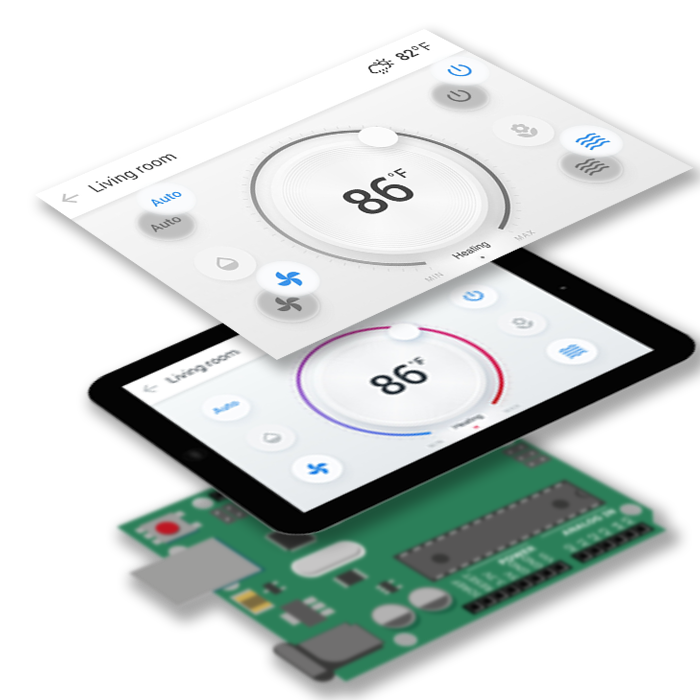 82°F
Living room
Auto
Auto
86°F
Heating
MIN
MAX
Living room
Auto
86°F
Heating
MIN
MAX
POWER
ANALOG IN